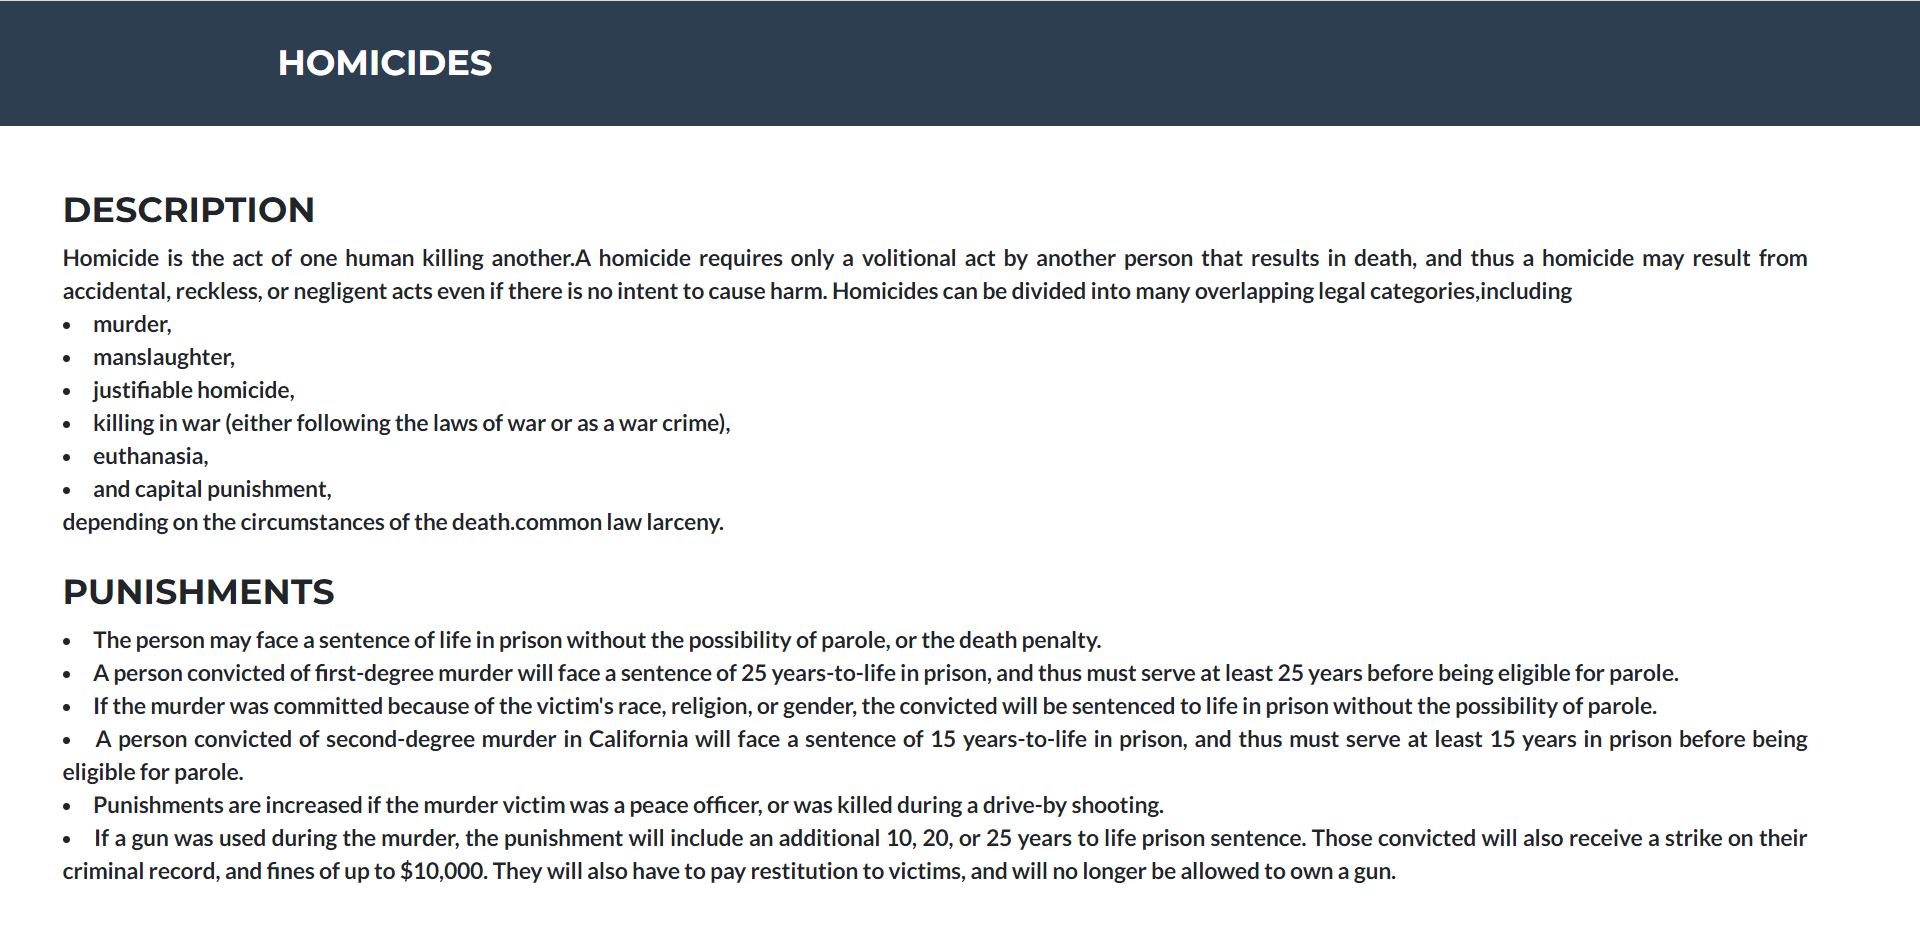 HOMICIDES
DESCRIPTION
Homicide is the act of one human killing another.A homicide requires only a volitional act by another person that results in death, and thus a homicide may result from
accidental, reckless, or negligent acts even if there is no intent to cause harm. Homicides can be divided into many overlapping legal categories,including
• murder,
• manslaughter,
• justifiable homicide,
• killing in war (either following the laws of war or as a war crime),
• euthanasia,
• and capital punishment,
depending on the circumstances of the death.common law larceny.
PUNISHMENTS
• The person may face a sentence of life in prison without the possibility of parole, or the death penalty.
• A person convicted of first-degree murder will face a sentence of 25 years-to-life in prison, and thus must serve at least 25 years before being eligible for parole.
• If the murder was committed because of the victim's race, religion, or gender, the convicted will be sentenced to life in prison without the possibility of parole.
• A person convicted of second-degree murder in California will face a sentence of 15 years-to-life in prison, and thus must serve at least 15 years in prison before being
eligible for parole.
• Punishments are increased if the murder victim was a peace officer, or was killed during a drive-by shooting.
• If a gun was used during the murder, the punishment will include an additional 10, 20, or 25 years to life prison sentence. Those convicted will also receive a strike on their
criminal record, and fines of up to $10,000. They will also have to pay restitution to victims, and will no longer be allowed to own a gun.